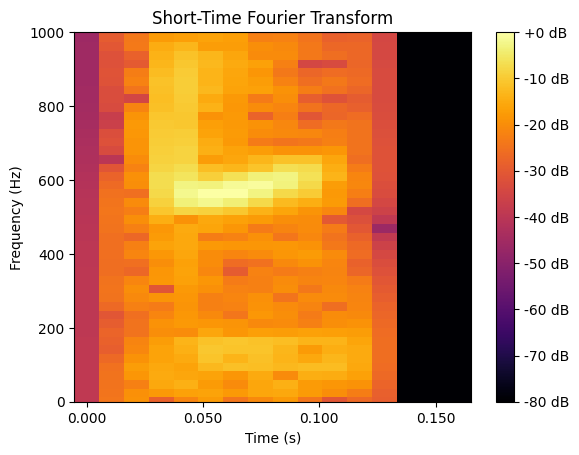 Short-Time Fourier Transform
1000
800
600
400
200
0
Frequency (Hz)
0.000
0.050
0.100
0.150
Time (s)
+0 dB
-10 dB
-20 dB
-30 dB
-40 dB
-50 dB
-60 dB
-70 dB
-80 dB